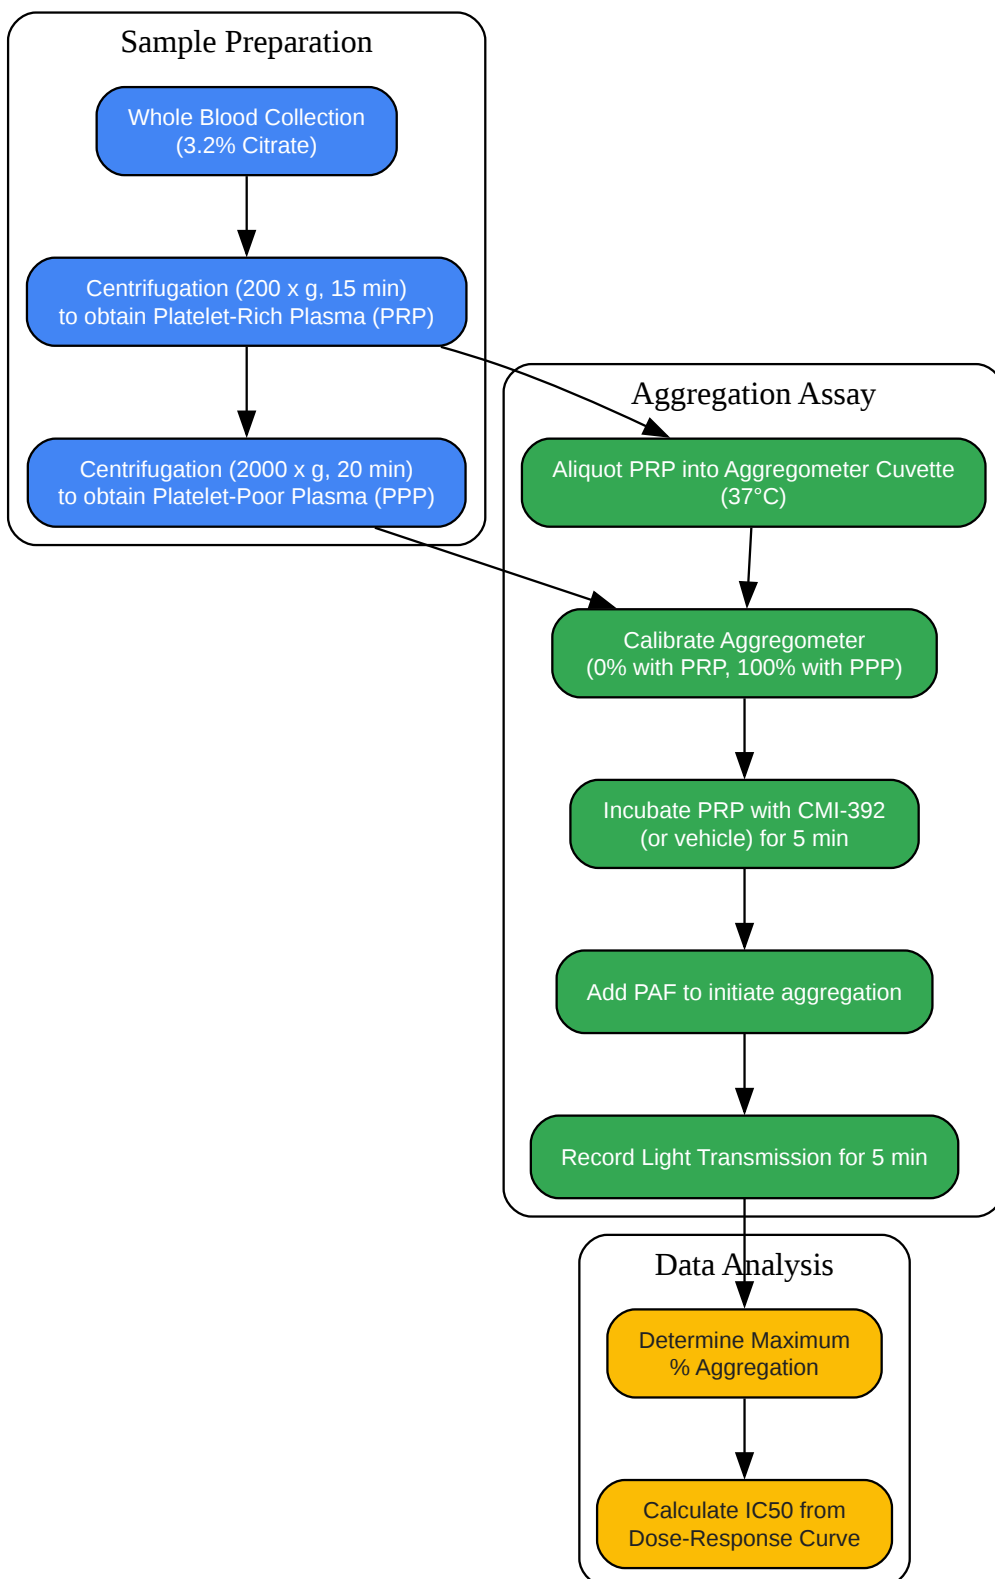 Sample Preparation
Whole Blood Collection
(3.2% Citrate)
Centrifugation (200 x g, 15 min)
to obtain Platelet-Rich Plasma (PRP)
Centrifugation (2000 x g, 20 min)
to obtain Platelet-Poor Plasma (PPP)
Aggregation Assay
Aliquot PRP into Aggregometer Cuvette
(37°C)
Calibrate Aggregometer
(0% with PRP, 100% with PPP)
Incubate PRP with CMI-392
(or vehicle) for 5 min
Add PAF to initiate aggregation
Record Light Transmission for 5 min
Data Analysis
Determine Maximum
% Aggregation
Calculate IC50 from
Dose-Response Curve